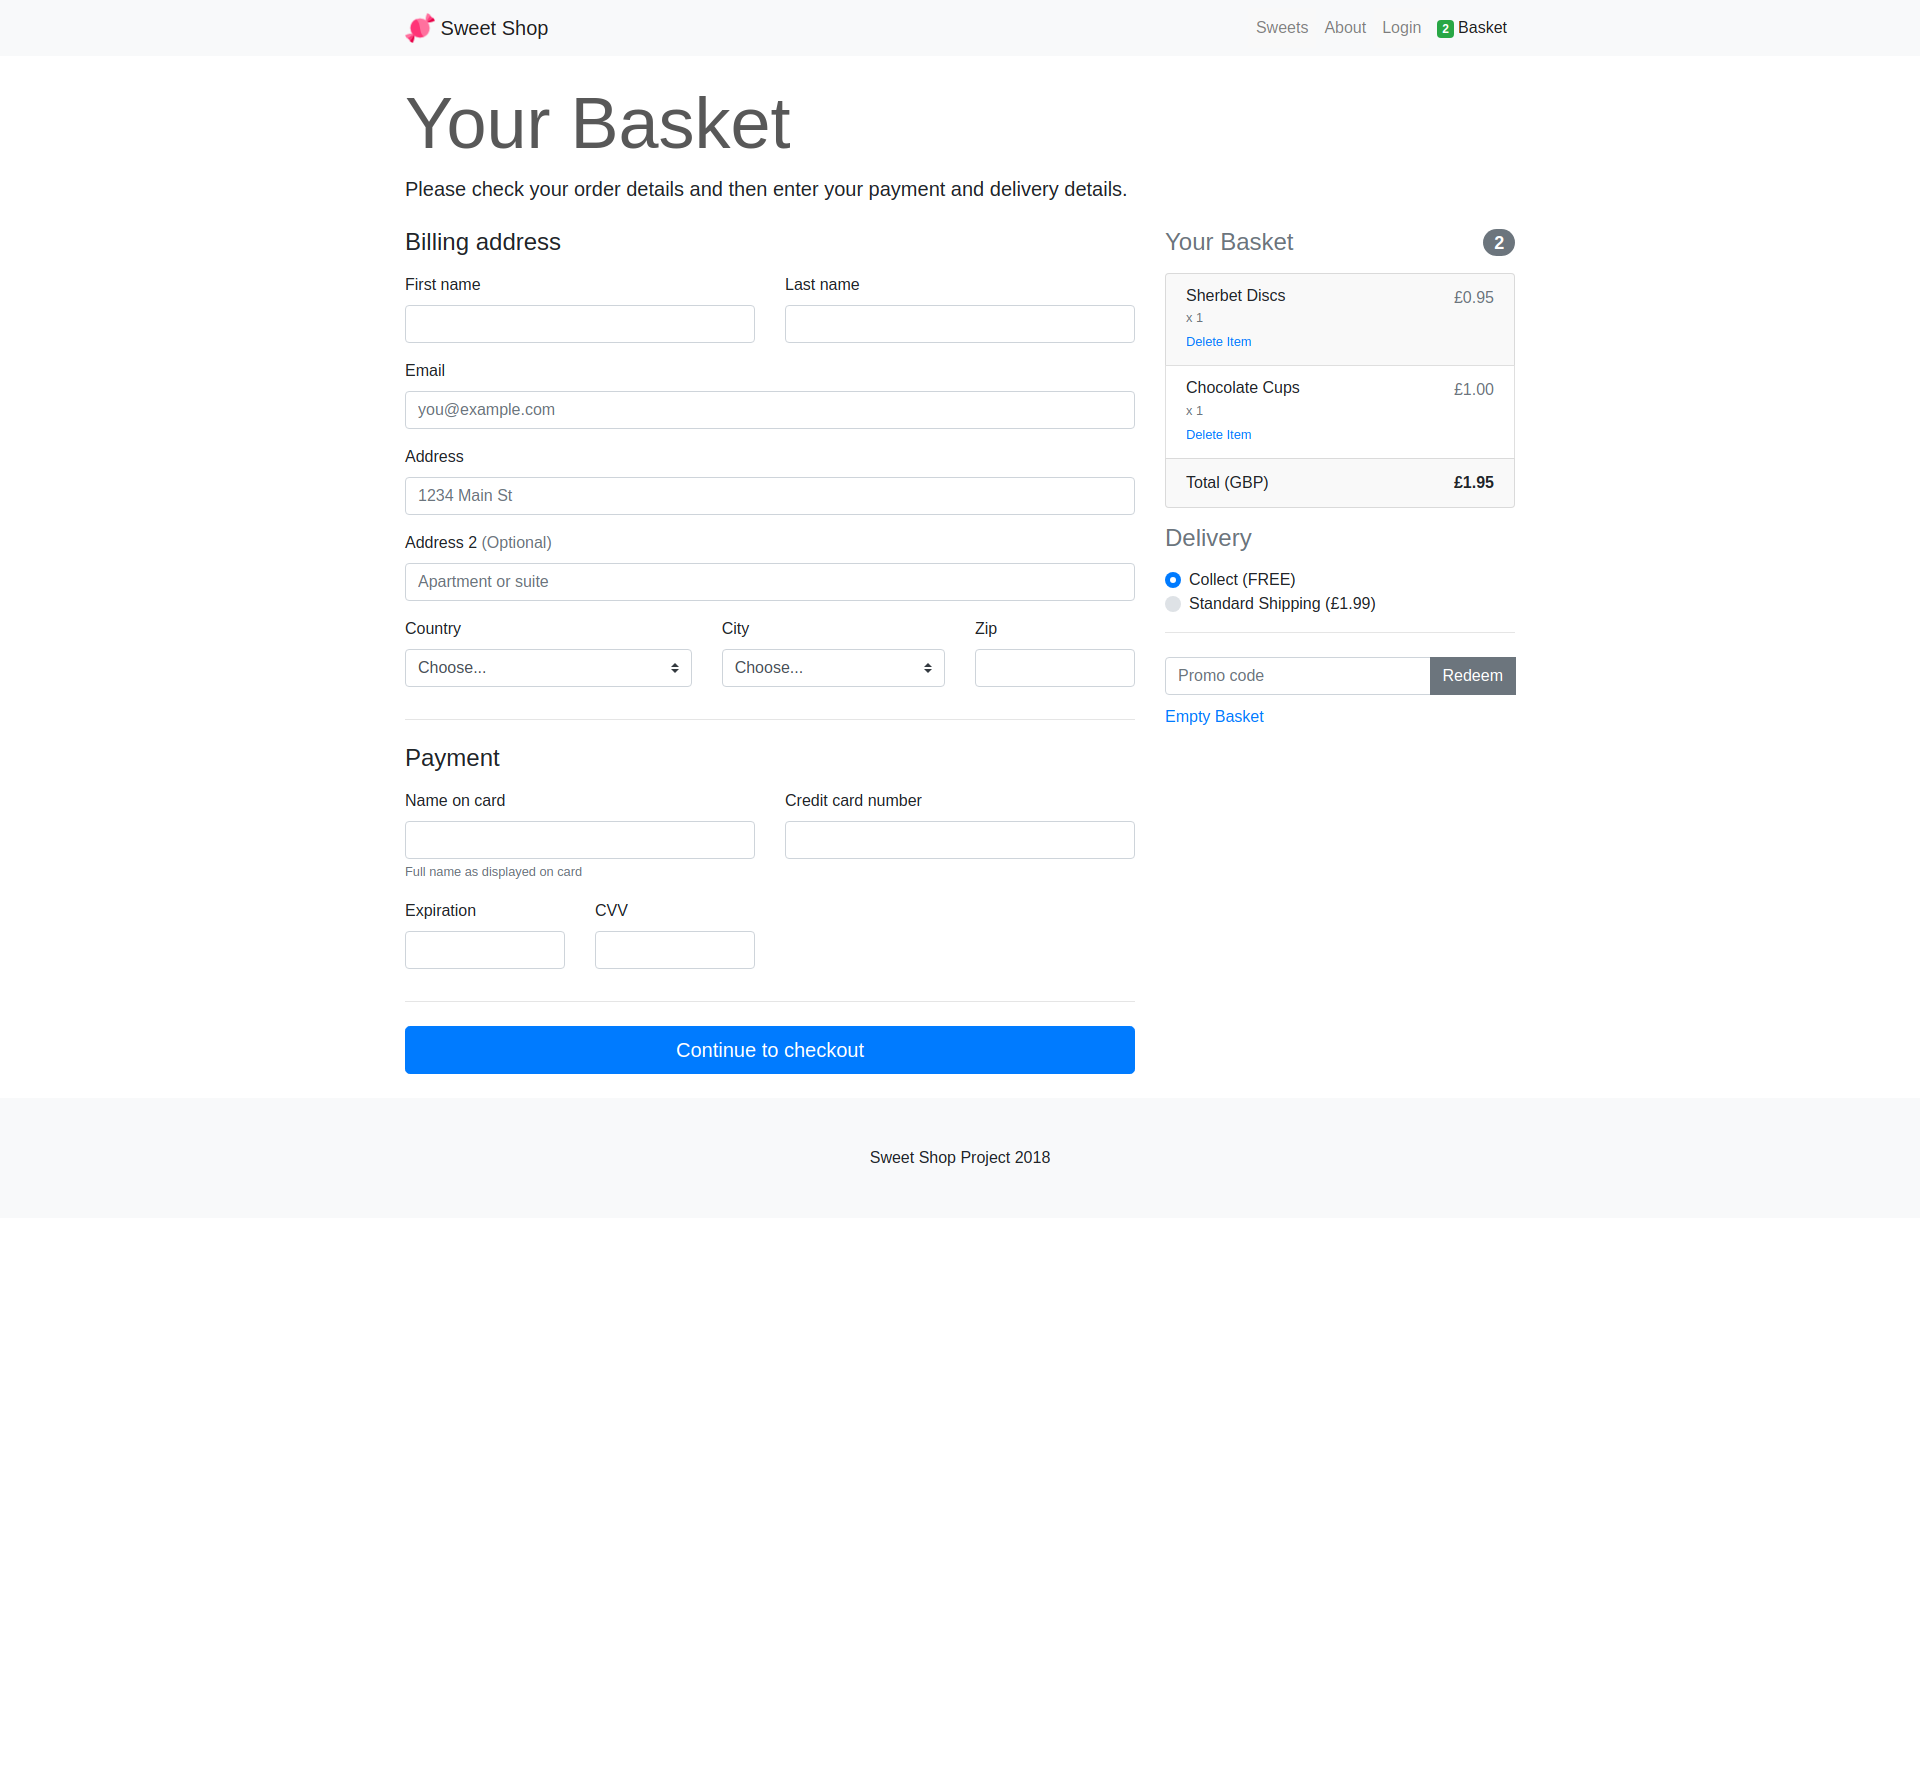 Sweet Shop
Sweets About Login 2 Basket
Your Basket
Please check your order details and then enter your payment and delivery details.
Billing address
First name Last name
Email
you@example.com
Address
1234 Main St
Address 2 (Optional)
Apartment or suite
Country City Zip
Choose... Choose...
Payment
Name on card Credit card number
Full name as displayed on card
Expiration CVV
Continue to checkout
Your Basket 2
Sherbet Discs £0.95
x 1
Delete Item
Chocolate Cups £1.00
x 1
Delete Item
Total (GBP) £1.95
Delivery
Collect (FREE)
Standard Shipping (£1.99)
Promo code Redeem
Empty Basket
Sweet Shop Project 2018